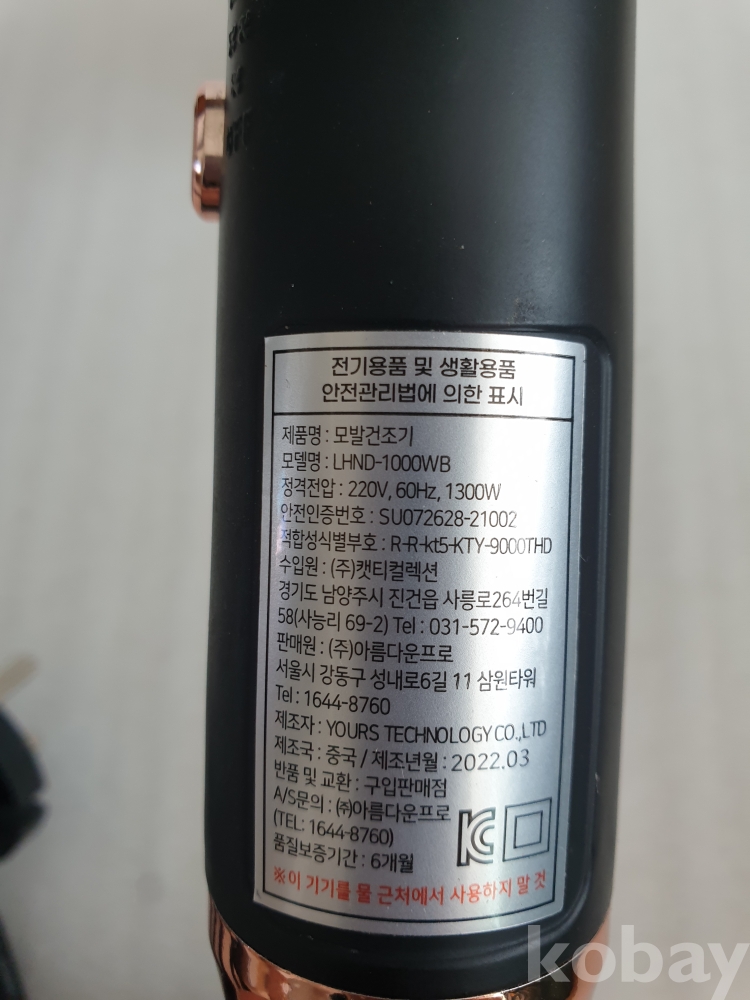 전기용품 및 생활용품
안전관리법에 의한 표시
제품명 : 모발건조기
모델명 : LHND-1000WB
정격전압 : 220V, 60Hz, 1300W
안전인증번호 : SU072628-21002
적합성식별부호 : R-R-kt5-KTY-9000THD
수입원 : (주)캣티컬렉션
경기도 남양주시 진건읍 사릉로264번길
58(사능리 69-2) Tel : 031-572-9400
판매원 : (주)아름다운프로
서울시 강동구 성내로6길 11 삼원타워
Tel : 1644-8760
제조자 : YOURS TECHNOLOGY CO.,LTD
제조국 : 중국 / 제조년월 : 2022.03
반품 및 교환 : 구입판매점
A/S문의 : ㈜아름다운프로
(TEL: 1644-8760)
품질보증기간 : 6개월
※이 기기를 물 근처에서 사용하지 말 것
kobay